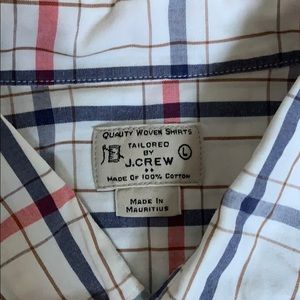 QUALITY WOVEN SHIRTS
TAILORED
BY
J.CREW
L
MADE OF 100% COTTON
MADE IN
MAURITIUS